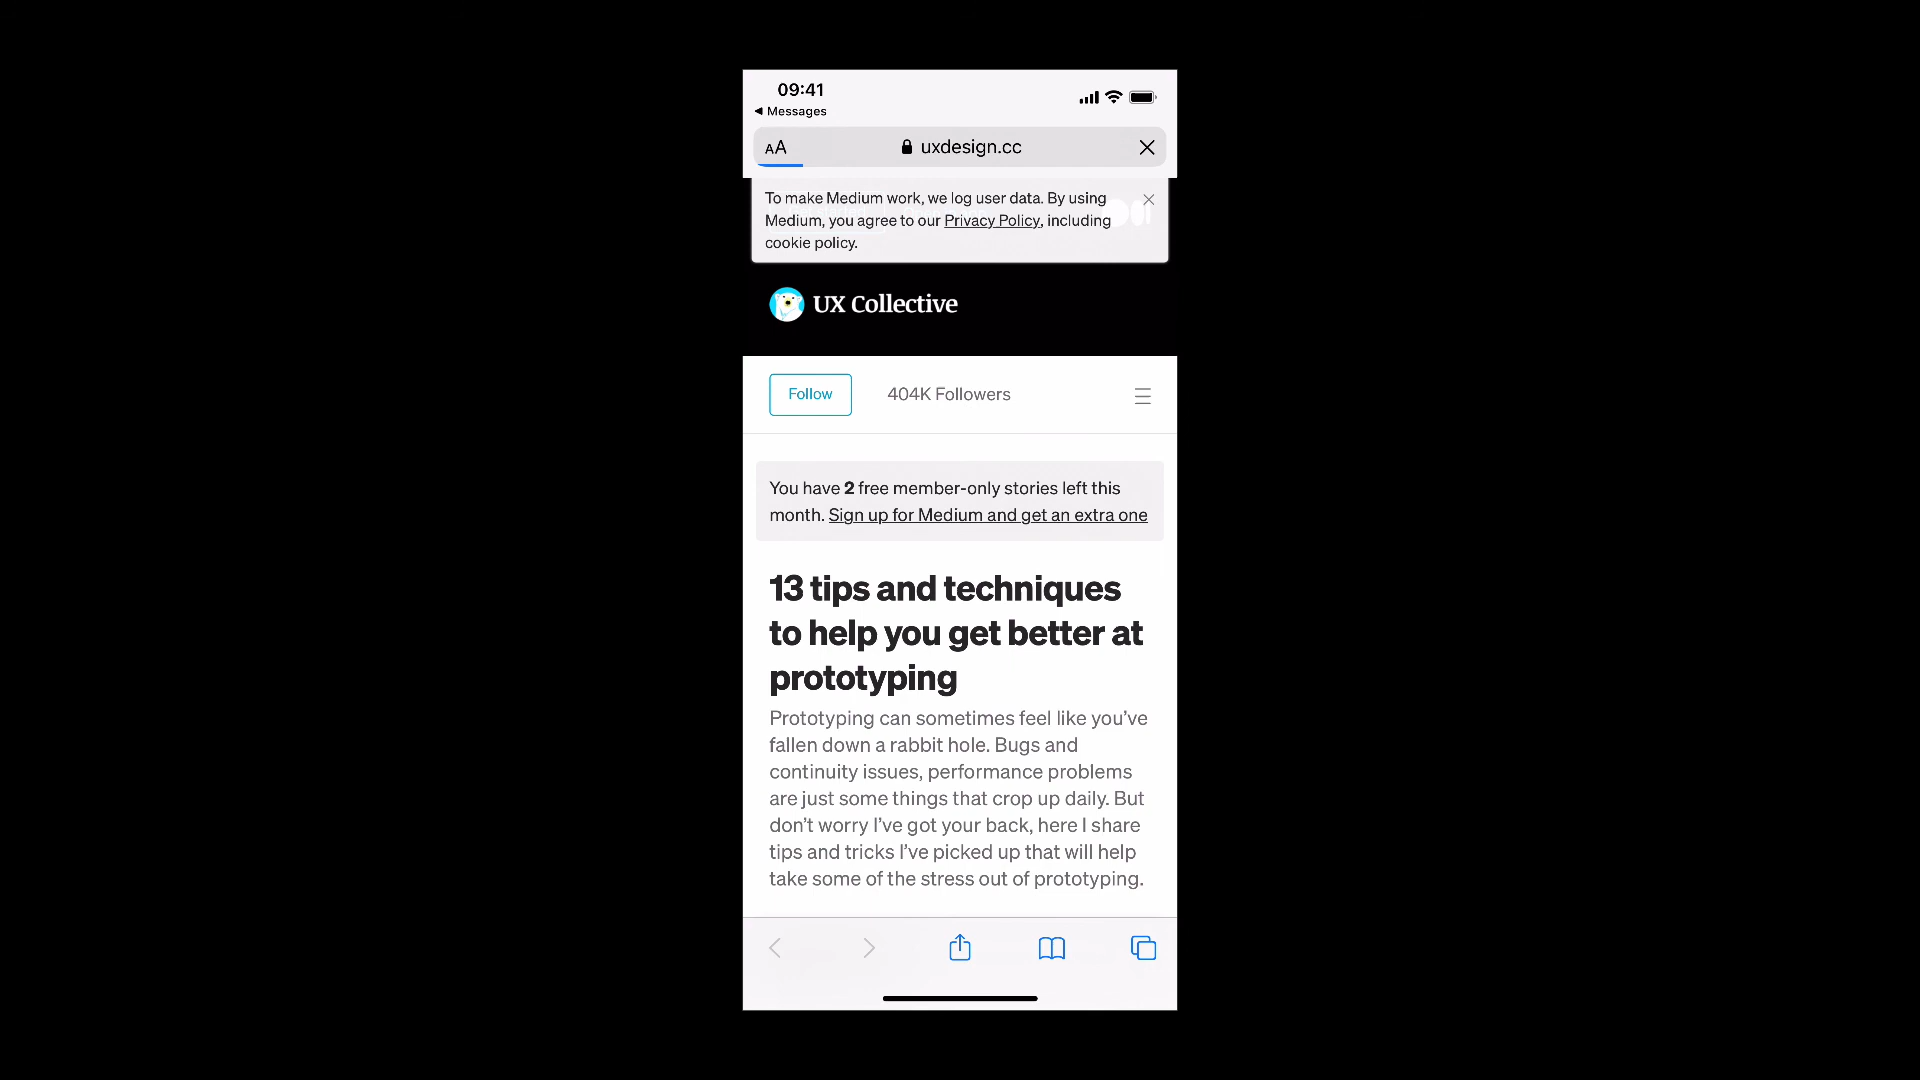 09:41
◀ Messages
AA
uxdesign.cc
To make Medium work, we log user data. By using
Medium, you agree to our Privacy Policy, including
cookie policy.
UX Collective
Follow
404K Followers
You have 2 free member-only stories left this
month. Sign up for Medium and get an extra one
13 tips and techniques
to help you get better at
prototyping
Prototyping can sometimes feel like you’ve
fallen down a rabbit hole. Bugs and
continuity issues, performance problems
are just some things that crop up daily. But
don’t worry I’ve got your back, here I share
tips and tricks I’ve picked up that will help
take some of the stress out of prototyping.